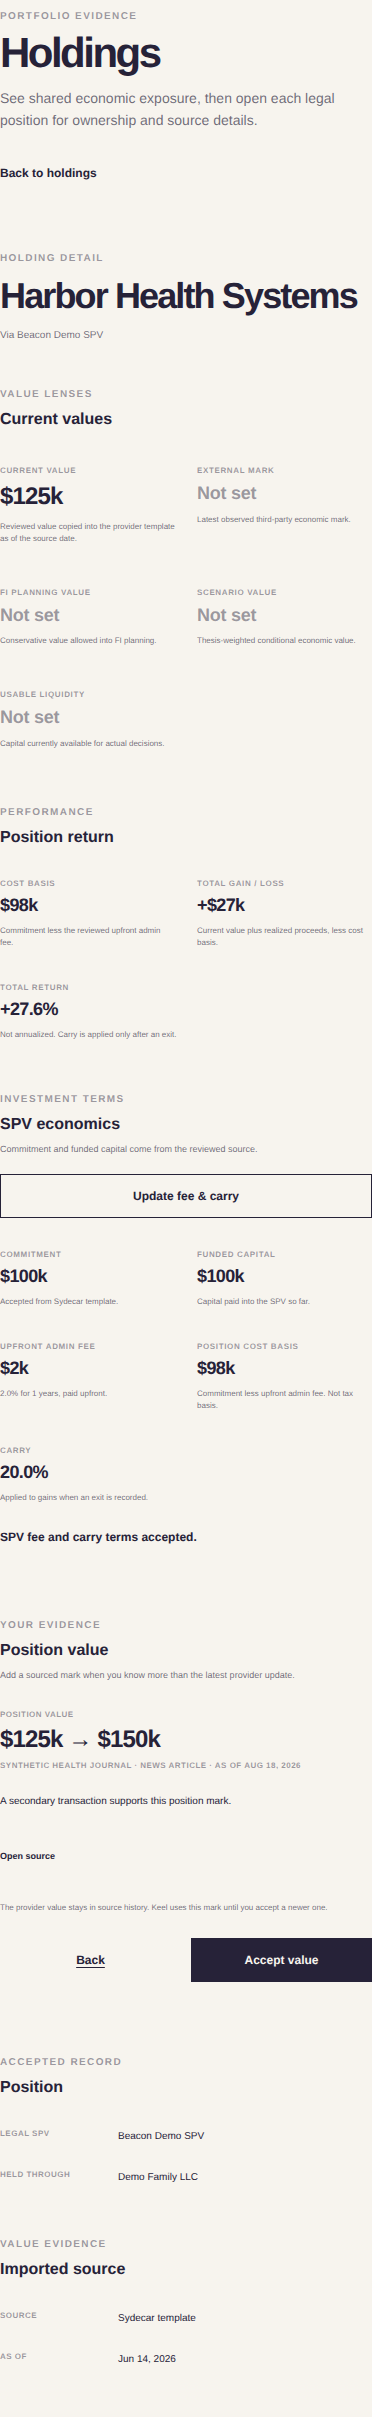 PORTFOLIO EVIDENCE
Holdings
See shared economic exposure, then open each legal
position for ownership and source details.
Back to holdings
HOLDING DETAIL
Harbor Health Systems
Via Beacon Demo SPV
VALUE LENSES
Current values
CURRENT VALUE
$125k
Reviewed value copied into the provider template
as of the source date.
EXTERNAL MARK
Not set
Latest observed third-party economic mark.
FI PLANNING VALUE
Not set
Conservative value allowed into FI planning.
SCENARIO VALUE
Not set
Thesis-weighted conditional economic value.
USABLE LIQUIDITY
Not set
Capital currently available for actual decisions.
PERFORMANCE
Position return
COST BASIS
$98k
Commitment less the reviewed upfront admin
fee.
TOTAL GAIN / LOSS
+$27k
Current value plus realized proceeds, less cost
basis.
TOTAL RETURN
+27.6%
Not annualized. Carry is applied only after an exit.
INVESTMENT TERMS
SPV economics
Commitment and funded capital come from the reviewed source.
Update fee & carry
COMMITMENT
$100k
Accepted from Sydecar template.
FUNDED CAPITAL
$100k
Capital paid into the SPV so far.
UPFRONT ADMIN FEE
$2k
2.0% for 1 years, paid upfront.
POSITION COST BASIS
$98k
Commitment less upfront admin fee. Not tax
basis.
CARRY
20.0%
Applied to gains when an exit is recorded.
SPV fee and carry terms accepted.
YOUR EVIDENCE
Position value
Add a sourced mark when you know more than the latest provider update.
POSITION VALUE
$125k → $150k
SYNTHETIC HEALTH JOURNAL · NEWS ARTICLE · AS OF AUG 18, 2026
A secondary transaction supports this position mark.
Open source
The provider value stays in source history. Keel uses this mark until you accept a newer one.
Back
Accept value
ACCEPTED RECORD
Position
LEGAL SPV
Beacon Demo SPV
HELD THROUGH
Demo Family LLC
VALUE EVIDENCE
Imported source
SOURCE
Sydecar template
AS OF
Jun 14, 2026